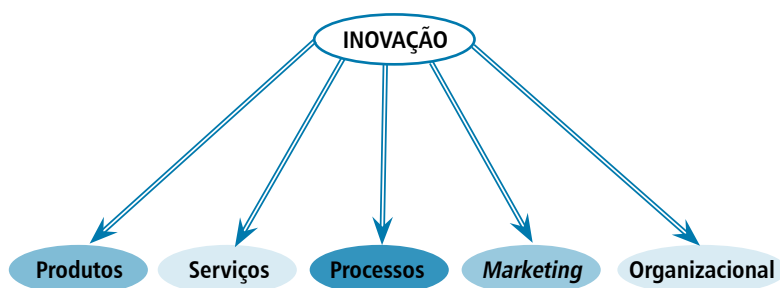 INOVAÇÃO
Produtos Serviços Processos Marketing Organizacional